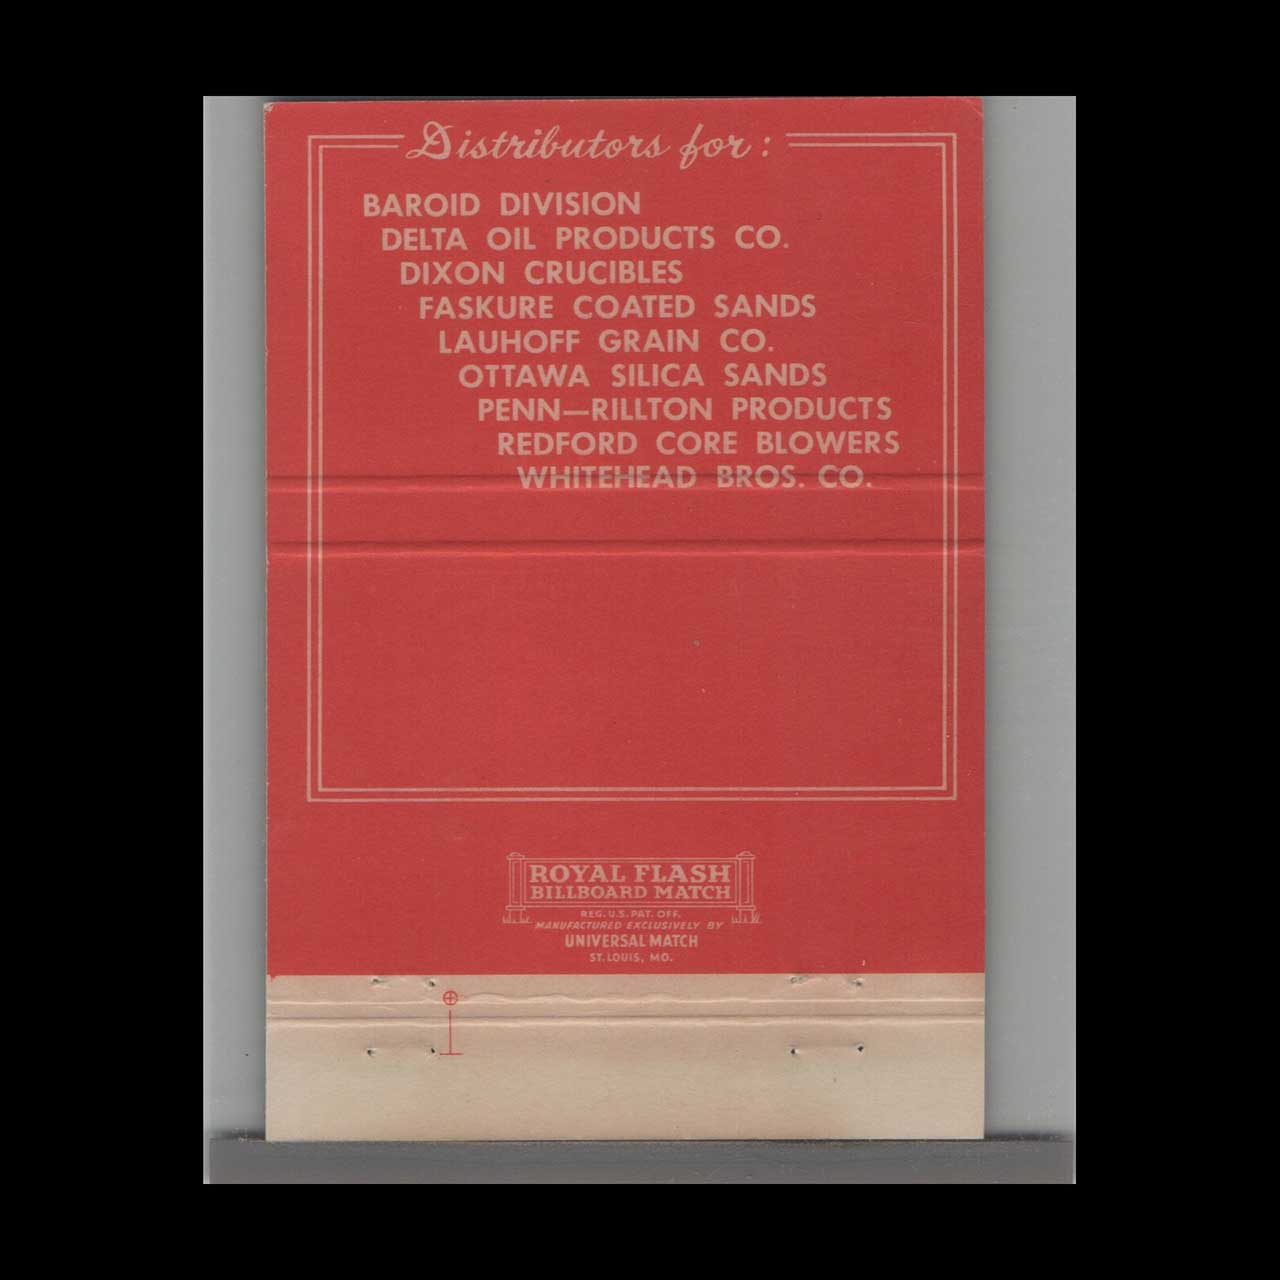 Distributors for:
BAROID DIVISION
DELTA OIL PRODUCTS CO.
DIXON CRUCIBLES
FASKURE COATED SANDS
LAUHOFF GRAIN CO.
OTTAWA SILICA SANDS
PENN—RILLTON PRODUCTS
REDFORD CORE BLOWERS
WHITEHEAD BROS. CO.
ROYAL FLASH
BILLBOARD MATCH
REG. U.S. PAT. OFF.
MANUFACTURED EXCLUSIVELY BY
UNIVERSAL MATCH
ST. LOUIS, MO.